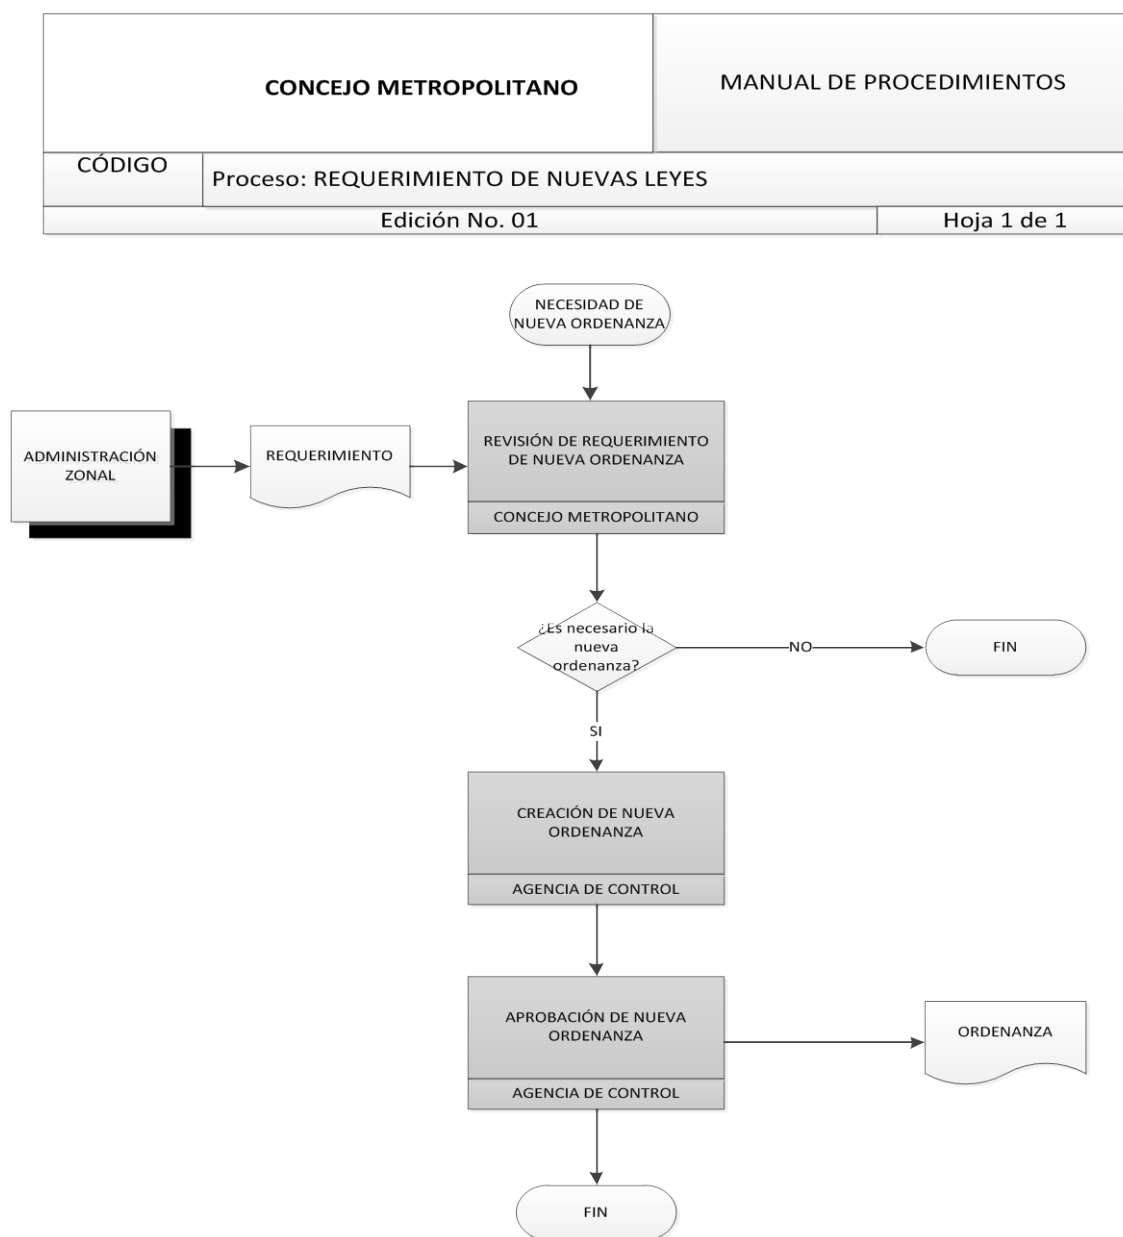 CONCEJO METROPOLITANO
MANUAL DE PROCEDIMIENTOS
CÓDIGO
Proceso: REQUERIMIENTO DE NUEVAS LEYES
Edición No. 01
Hoja 1 de 1
NECESIDAD DE
NUEVA ORDENANZA
ADMINISTRACIÓN
ZONAL
REQUERIMIENTO
REVISIÓN DE REQUERIMIENTO
DE NUEVA ORDENANZA
CONCEJO METROPOLITANO
¿Es necesario la
nueva
ordenanza?
NO
FIN
SI
CREACIÓN DE NUEVA
ORDENANZA
AGENCIA DE CONTROL
APROBACIÓN DE NUEVA
ORDENANZA
AGENCIA DE CONTROL
ORDENANZA
FIN